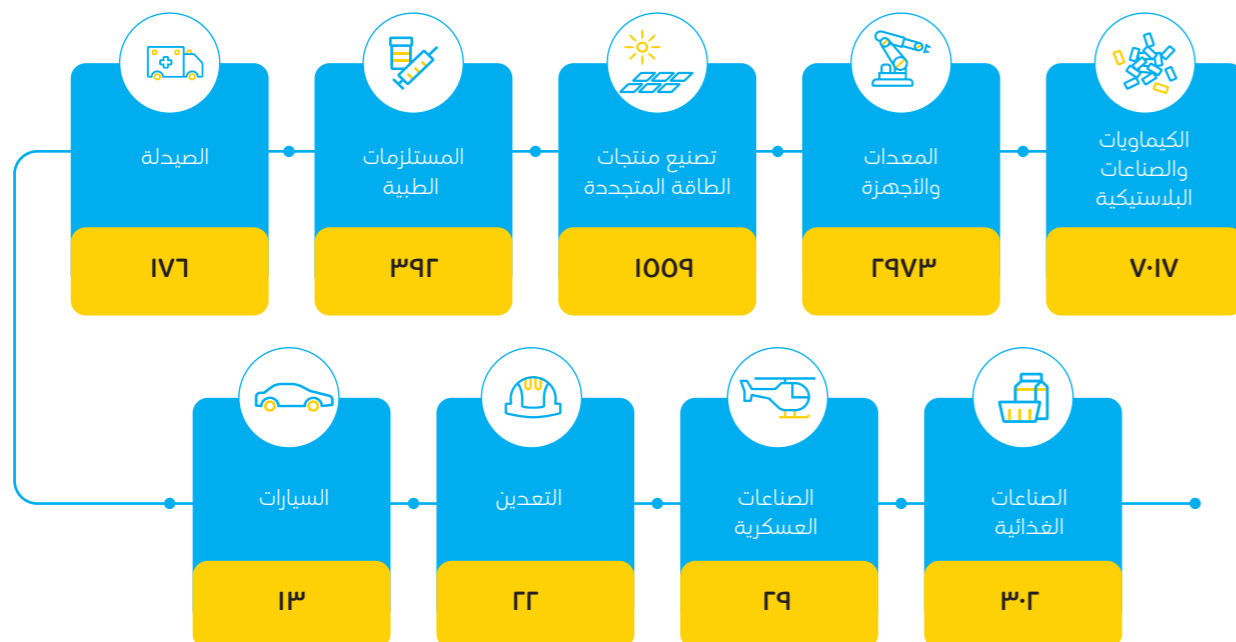 الكيماويات
والصناعات
البلاستيكية
٧٠١٧
المعدات
والأجهزة
٢٩٧٣
تصنيع منتجات
الطاقة المتجددة
١٥٥٩
المستلزمات
الطبية
٣٩٢
الصيدلة
١٧٦
الصناعات
الغذائية
٣٠٢
الصناعات
العسكرية
٢٩
التعدين
٢٢
السيارات
١٣